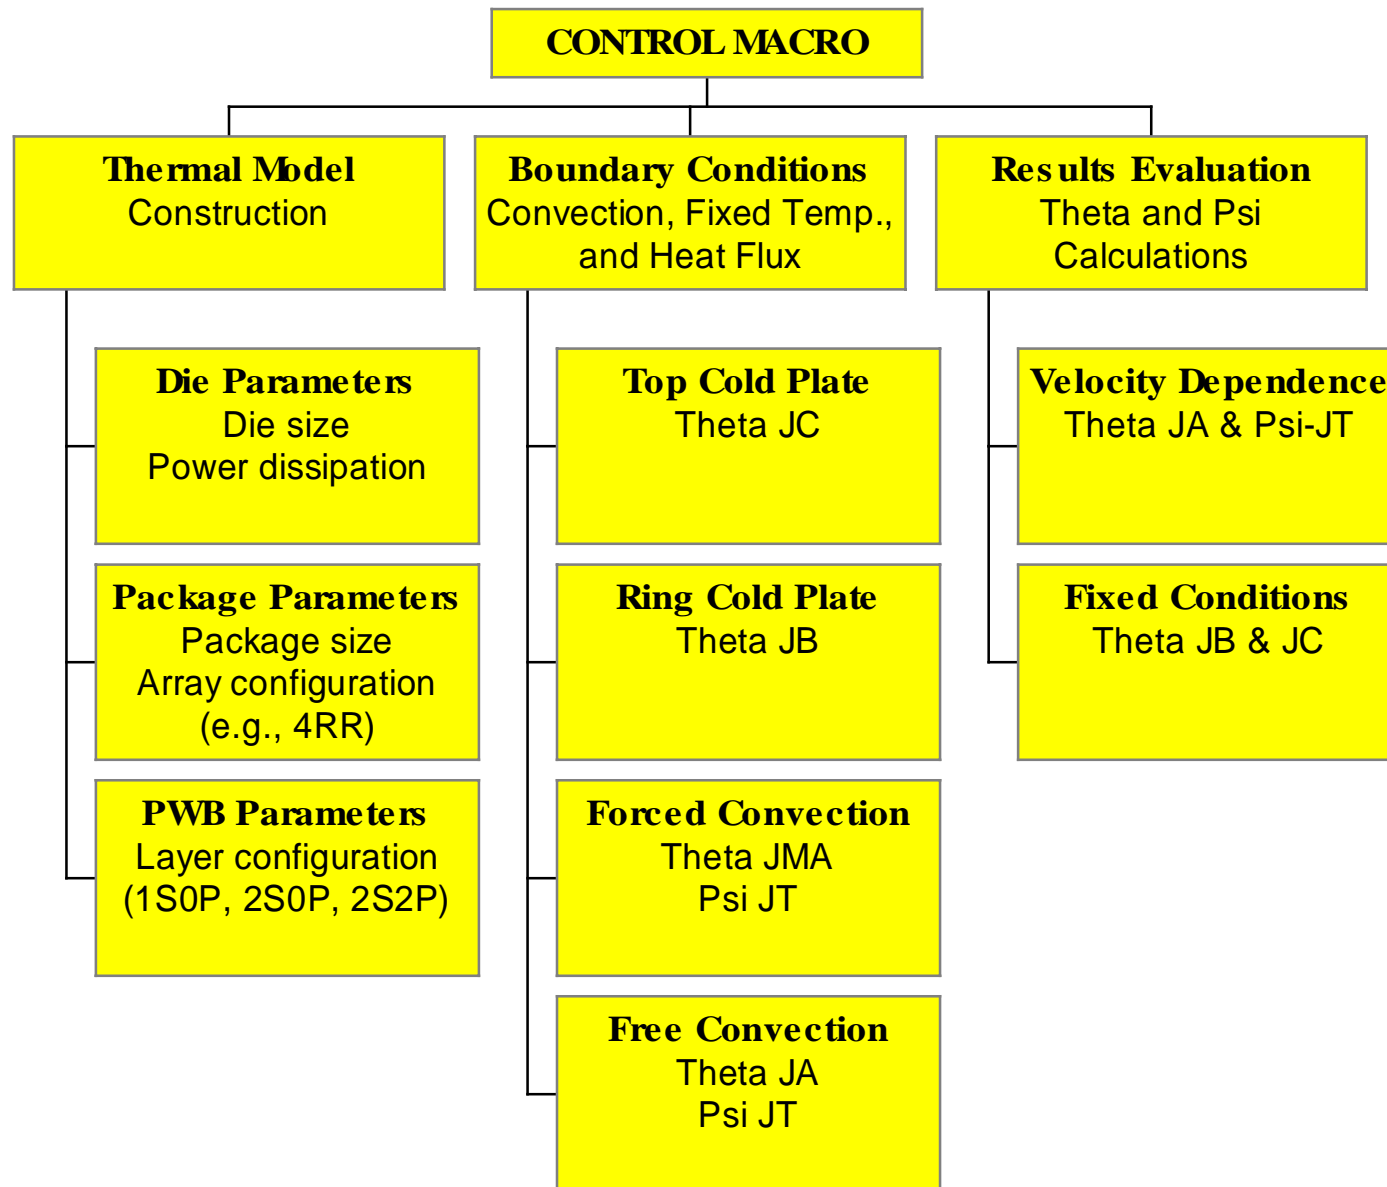 CONTROL MACRO
Thermal Model
Construction
Boundary Conditions
Convection, Fixed Temp.,
and Heat Flux
Results Evaluation
Theta and Psi
Calculations
Die Parameters
Die size
Power dissipation
Package Parameters
Package size
Array configuration
(e.g., 4RR)
PWB Parameters
Layer configuration
(1S0P, 2S0P, 2S2P)
Top Cold Plate
Theta JC
Ring Cold Plate
Theta JB
Forced Convection
Theta JMA
Psi JT
Free Convection
Theta JA
Psi JT
Velocity Dependence
Theta JA & Psi-JT
Fixed Conditions
Theta JB & JC